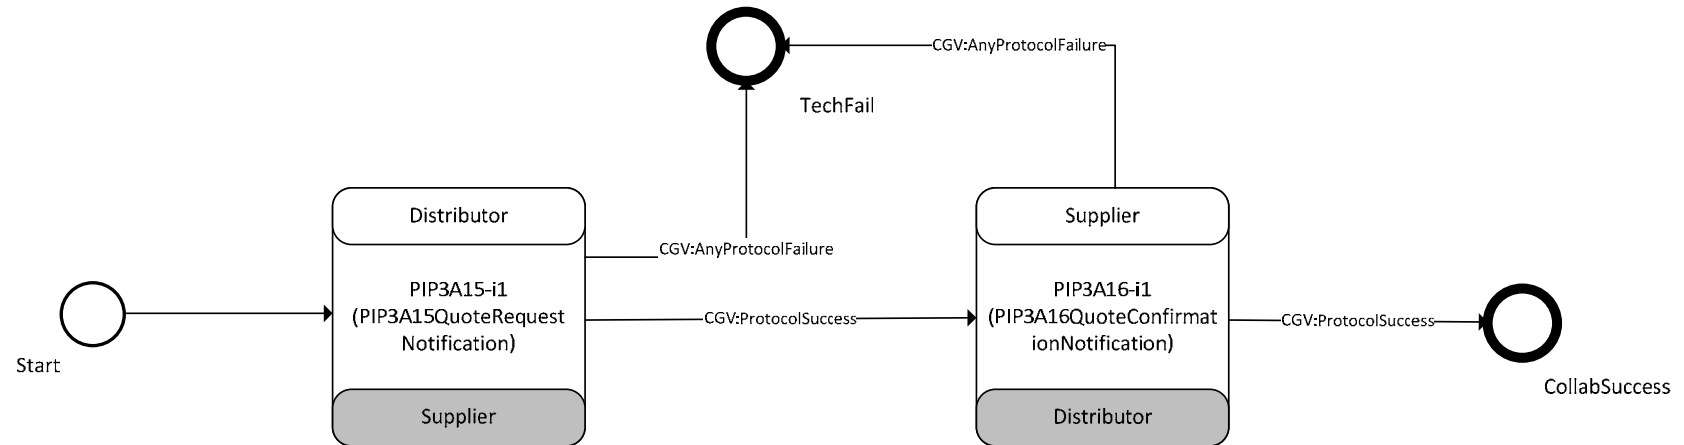 CGV:AnyProtocolFailure
TechFail
Distributor
Supplier
CGV:AnyProtocolFailure
PIP3A15-i1
(PIP3A15QuoteRequest
Notification)
PIP3A16-i1
(PIP3A16QuoteConfirmat
ionNotification)
CGV:ProtocolSuccess
CGV:ProtocolSuccess
Start
CollabSuccess
Supplier
Distributor